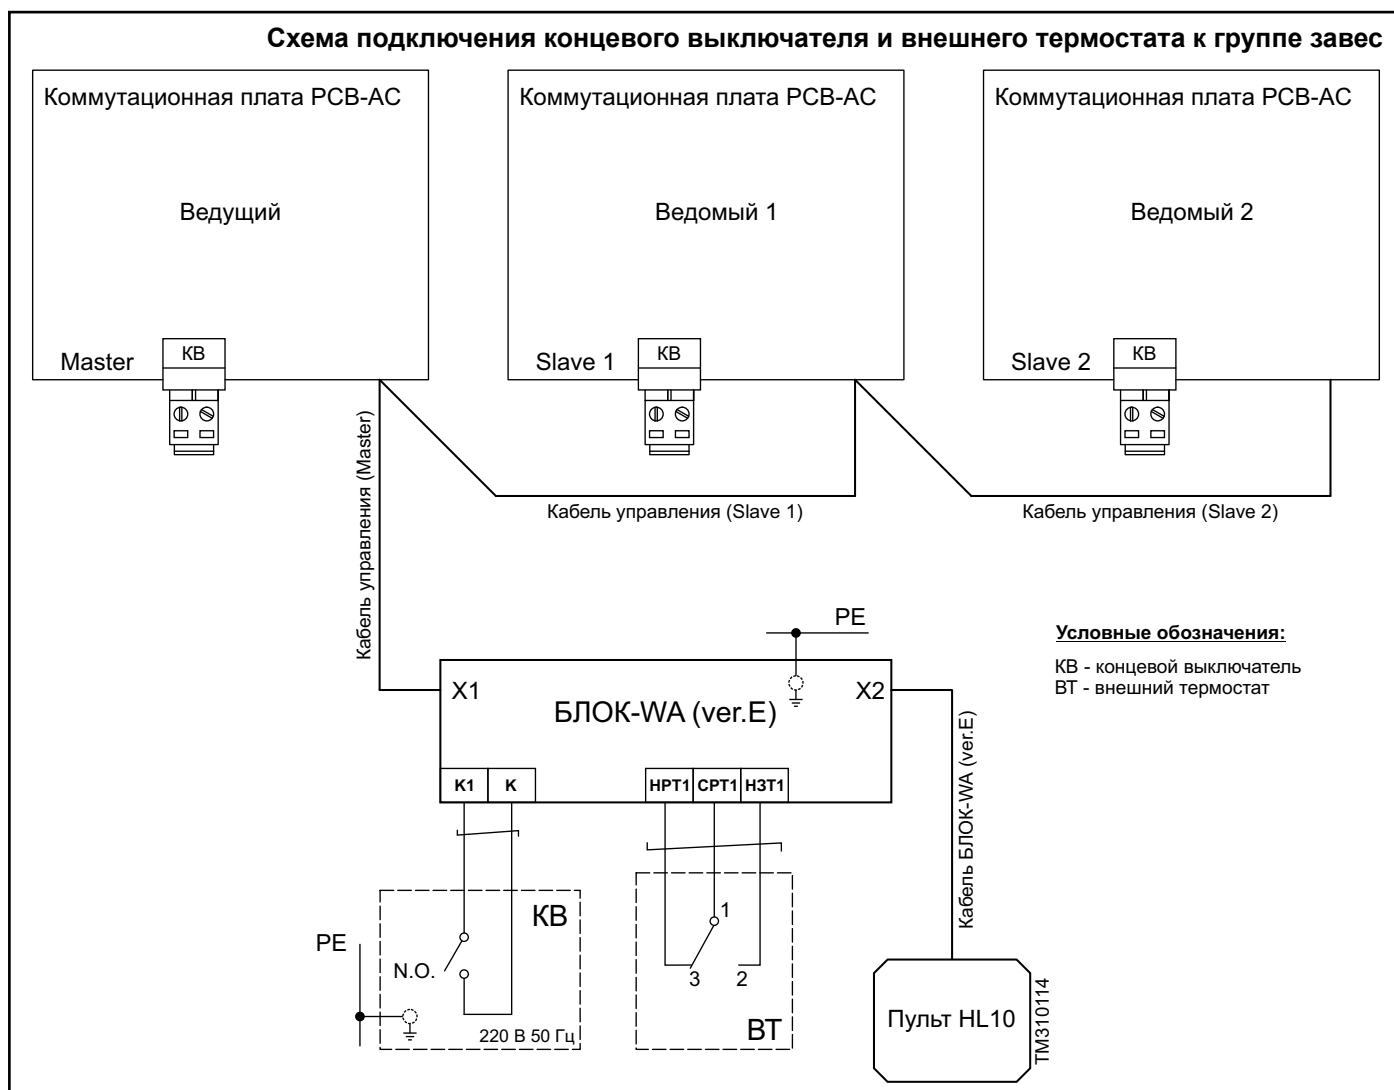 Схема подключения концевого выключателя и внешнего термостата к группе завес
Коммутационная плата PCB-AC
Коммутационная плата PCB-AC
Коммутационная плата PCB-AC
Ведущий
Ведомый 1
Ведомый 2
Master
КВ
Slave 1
КВ
Slave 2
КВ
Кабель управления (Master)
Кабель управления (Slave 1)
Кабель управления (Slave 2)
PE
Условные обозначения:
КВ - концевой выключатель
ВТ - внешний термостат
X1
X2
БЛОК-WA (ver.E)
К1
К
НРТ1
СРТ1
НЗТ1
Кабель БЛОК-WA (ver.E)
КВ
PE
N.O.
220 В 50 Гц
1
3
2
ВТ
Пульт HL10
TM310114